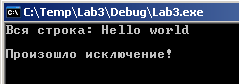 C:\Temp\Lab3\Debug\Lab3.exe
Вся строка: Hello world
Произошло исключение!